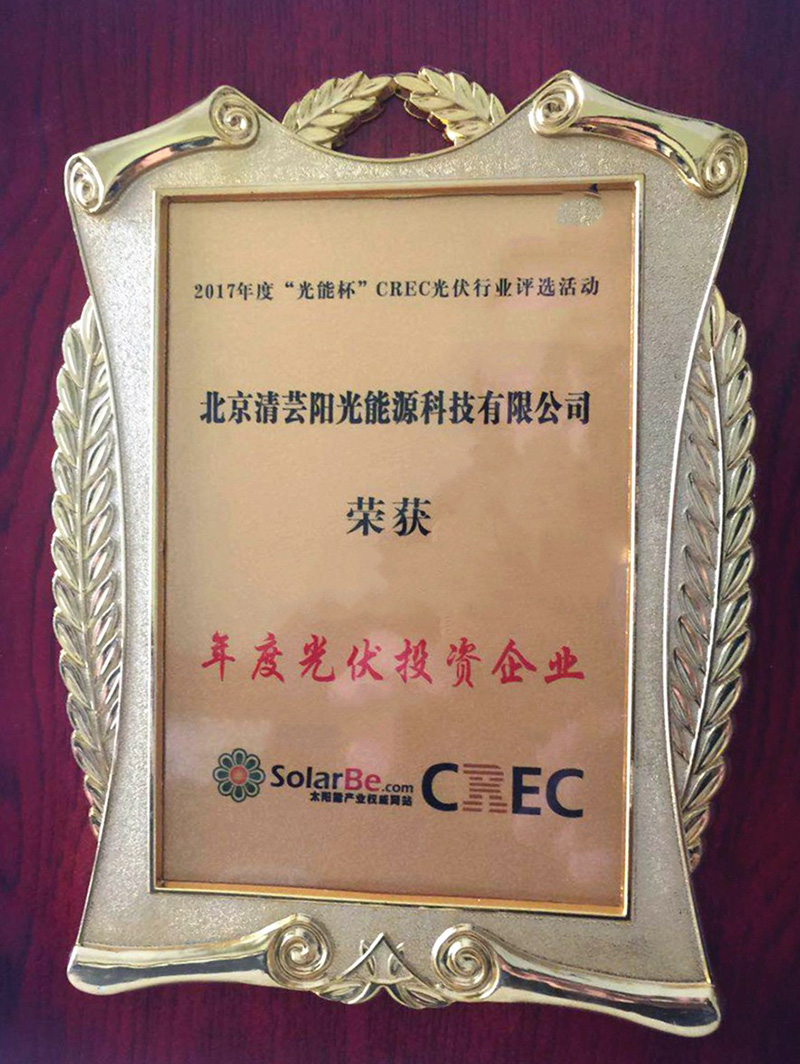 2017年度“光能杯”CREC光伏行业评选活动
北京清芸阳光能源科技有限公司
荣获
年度光伏投资企业
SolarBe.com CREC
太阳能产业权威网站